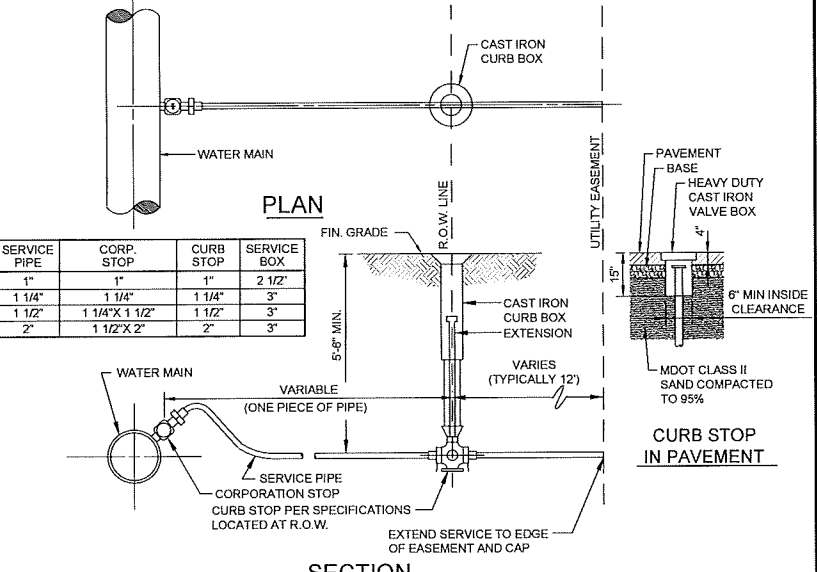 CAST IRON
CURB BOX
WATER MAIN
PLAN
R.O.W. LINE
UTILITY EASEMENT
PAVEMENT
BASE
HEAVY DUTY
CAST IRON
VALVE BOX
4"
15"
6" MIN INSIDE
CLEARANCE
MDOT CLASS II
SAND COMPACTED
TO 95%
CURB STOP
IN PAVEMENT
SERVICE PIPE CORP. STOP CURB STOP SERVICE BOX
1" 1" 1" 2 1/2"
1 1/4" 1 1/4" 1 1/4" 3"
1 1/2" 1 1/4"X 1 1/2" 1 1/2" 3"
2" 1 1/2"X 2" 2" 3"
FIN. GRADE
5'-6" MIN.
CAST IRON
CURB BOX
EXTENSION
VARIES
(TYPICALLY 12')
WATER MAIN
VARIABLE
(ONE PIECE OF PIPE)
SERVICE PIPE
CORPORATION STOP
CURB STOP PER SPECIFICATIONS
LOCATED AT R.O.W.
EXTEND SERVICE TO EDGE
OF EASEMENT AND CAP
SECTION